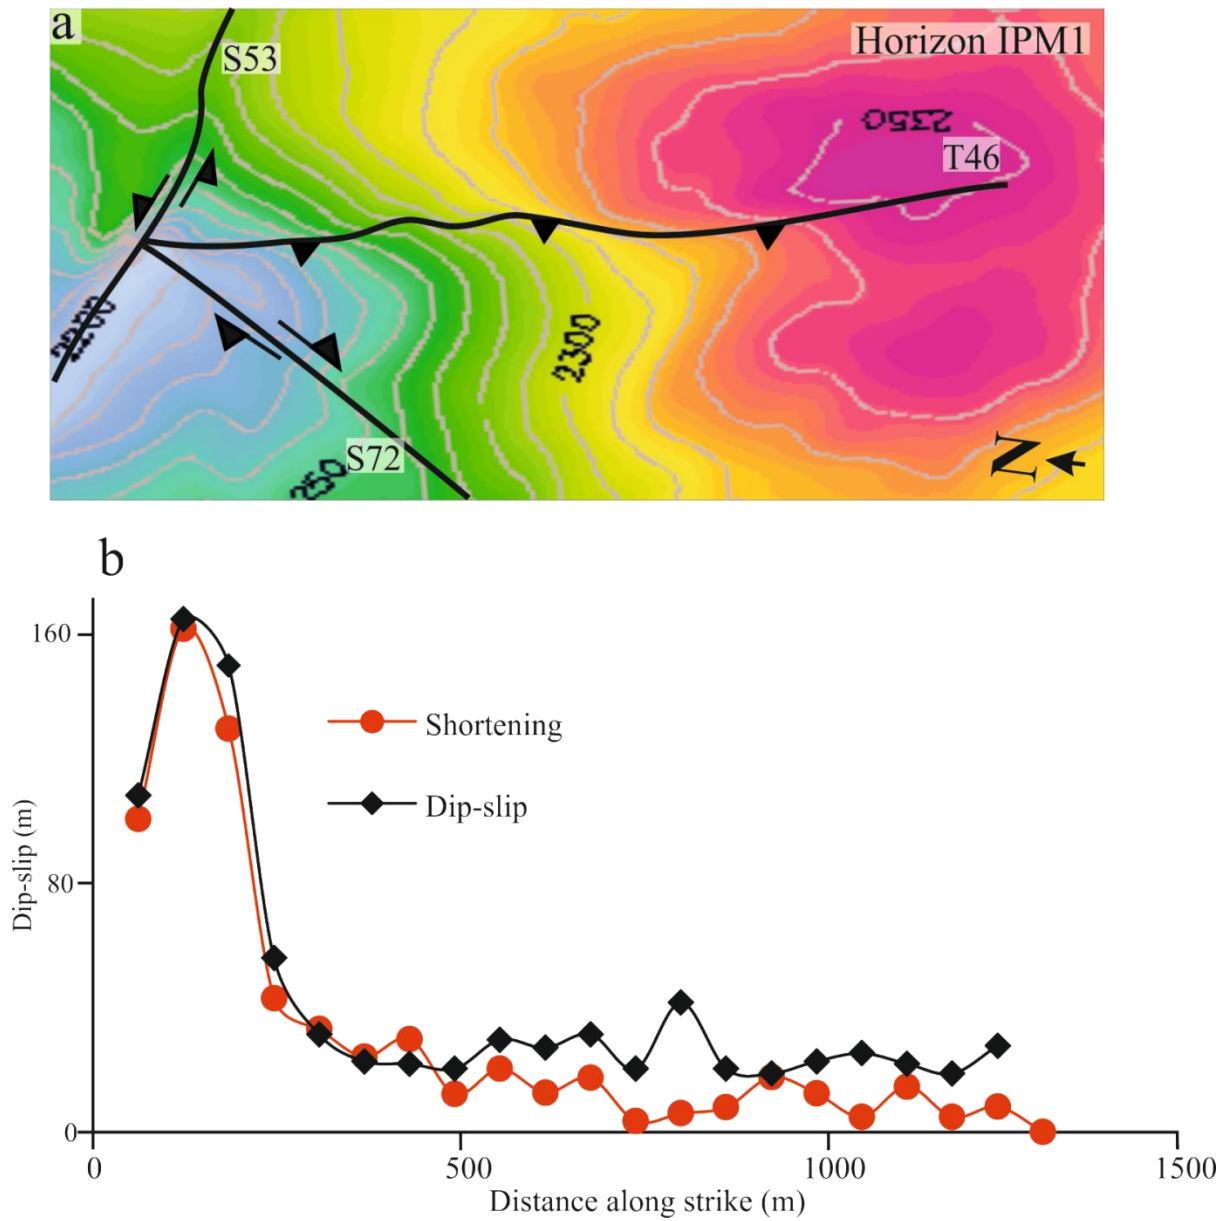 a
S53
Horizon IPM1
2350
T46
2200
2300
S72
250
N
b
160
Shortening
Dip-slip
Dip-slip (m)
80
0
0
500
1000
1500
Distance along strike (m)